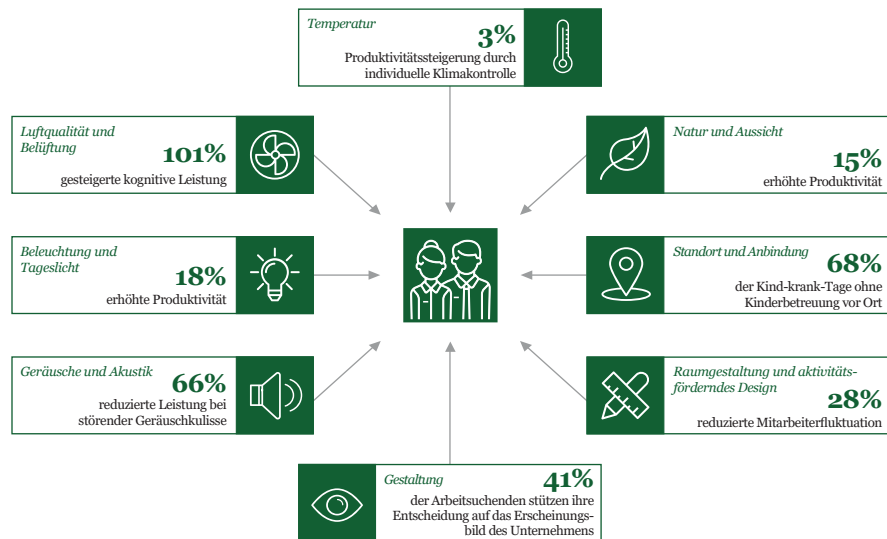 Temperatur
3%
Produktivitätssteigerung durch
individuelle Klimakontrolle
Luftqualität und
Belüftung
101%
gesteigerte kognitive Leistung
Natur und Aussicht
15%
erhöhte Produktivität
Beleuchtung und
Tageslicht
18%
erhöhte Produktivität
Standort und Anbindung
68%
der Kind-krank-Tage ohne
Kinderbetreuung vor Ort
Geräusche und Akustik
66%
reduzierte Leistung bei
störender Geräuschkulisse
Raumgestaltung und aktivitäts-
förderndes Design
28%
reduzierte Mitarbeiterfluktuation
Gestaltung
41%
der Arbeitsuchenden stützen ihre
Entscheidung auf das Erscheinungs-
bild des Unternehmens